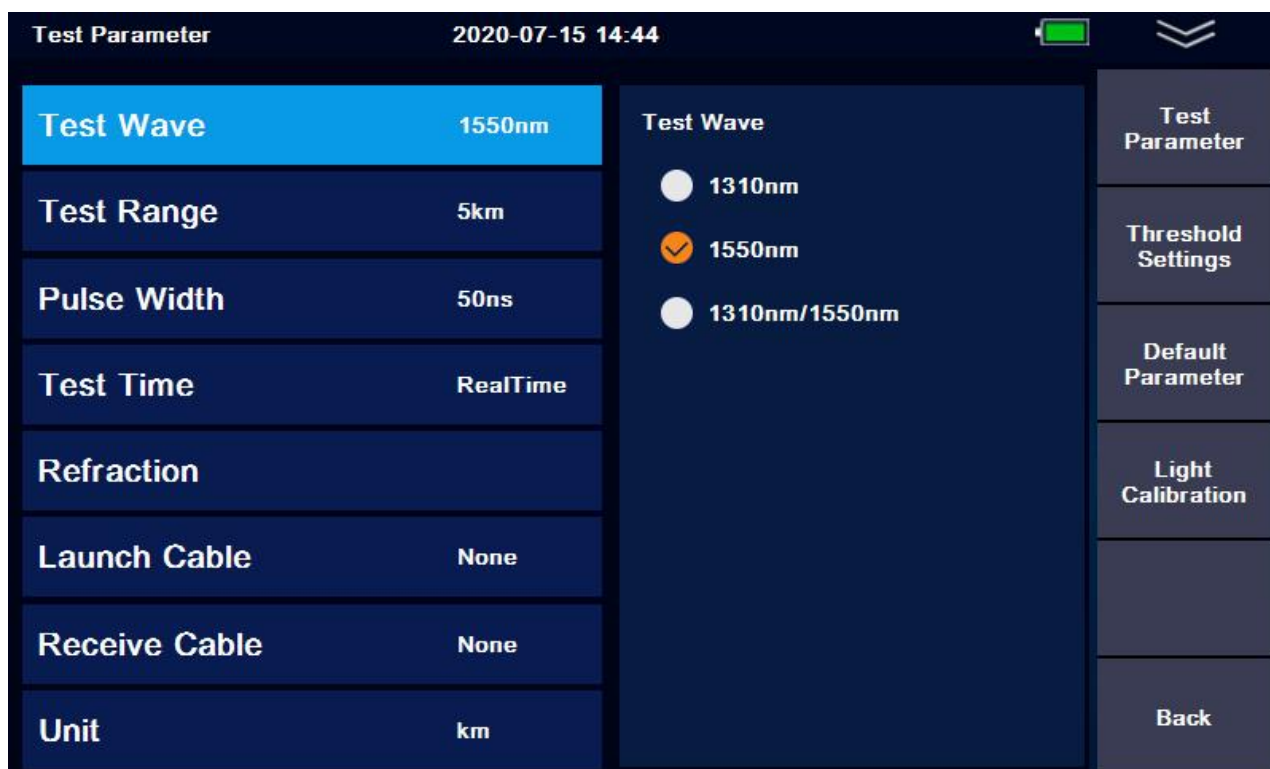 Test Parameter 2020-07-15 14:44
Test Wave 1550nm
Test Range 5km
Pulse Width 50ns
Test Time RealTime
Refraction
Launch Cable None
Receive Cable None
Unit km
Test Wave
1310nm
1550nm
1310nm/1550nm
Test
Parameter
Threshold
Settings
Default
Parameter
Light
Calibration
Back